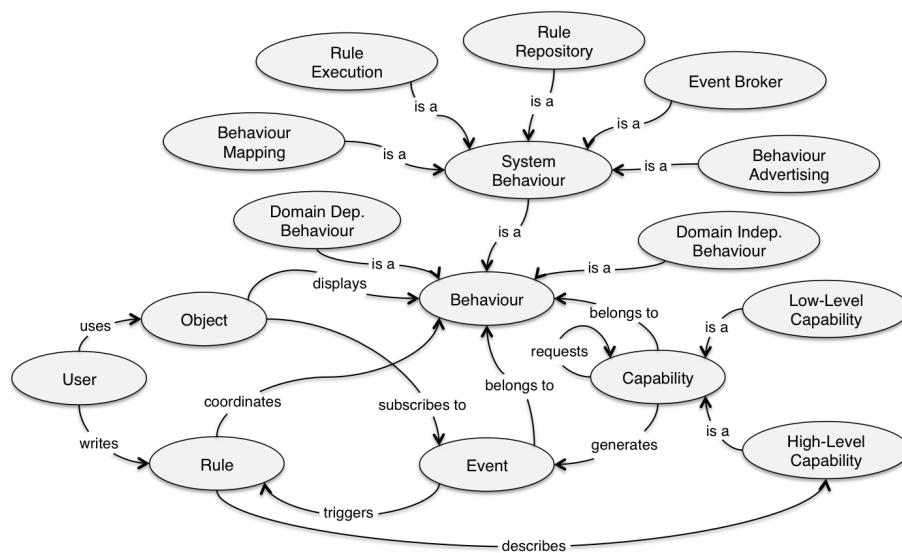 Rule
Repository
Rule
Execution
Event Broker
is a
is a
is a
Behaviour
Mapping
is a
System
Behaviour
is a
Behaviour
Advertising
Domain Dep.
Behaviour
is a
Domain Indep.
Behaviour
is a
is a
displays
Behaviour
belongs to
Low-Level
Capability
uses
Object
is a
requests
User
Capability
coordinates
subscribes to
belongs to
writes
generates
is a
High-Level
Capability
Rule
Event
triggers
describes